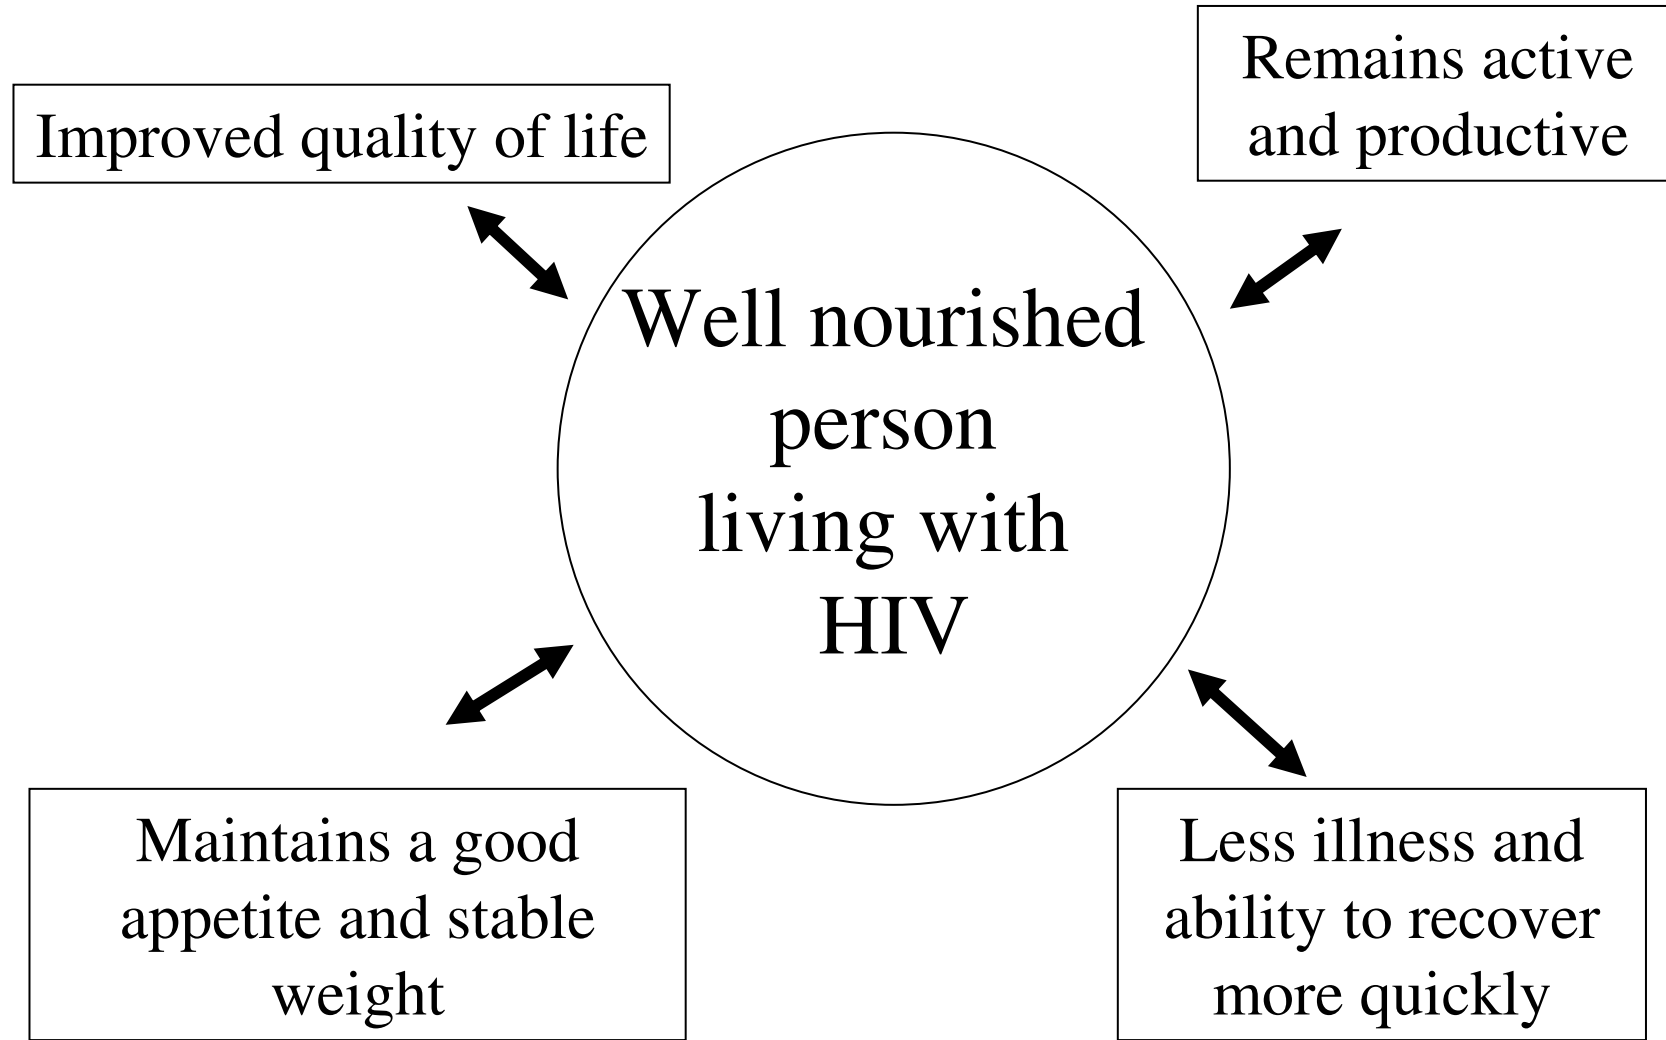 Improved quality of life
Remains active
and productive
Well nourished
person
living with
HIV
Maintains a good
appetite and stable
weight
Less illness and
ability to recover
more quickly